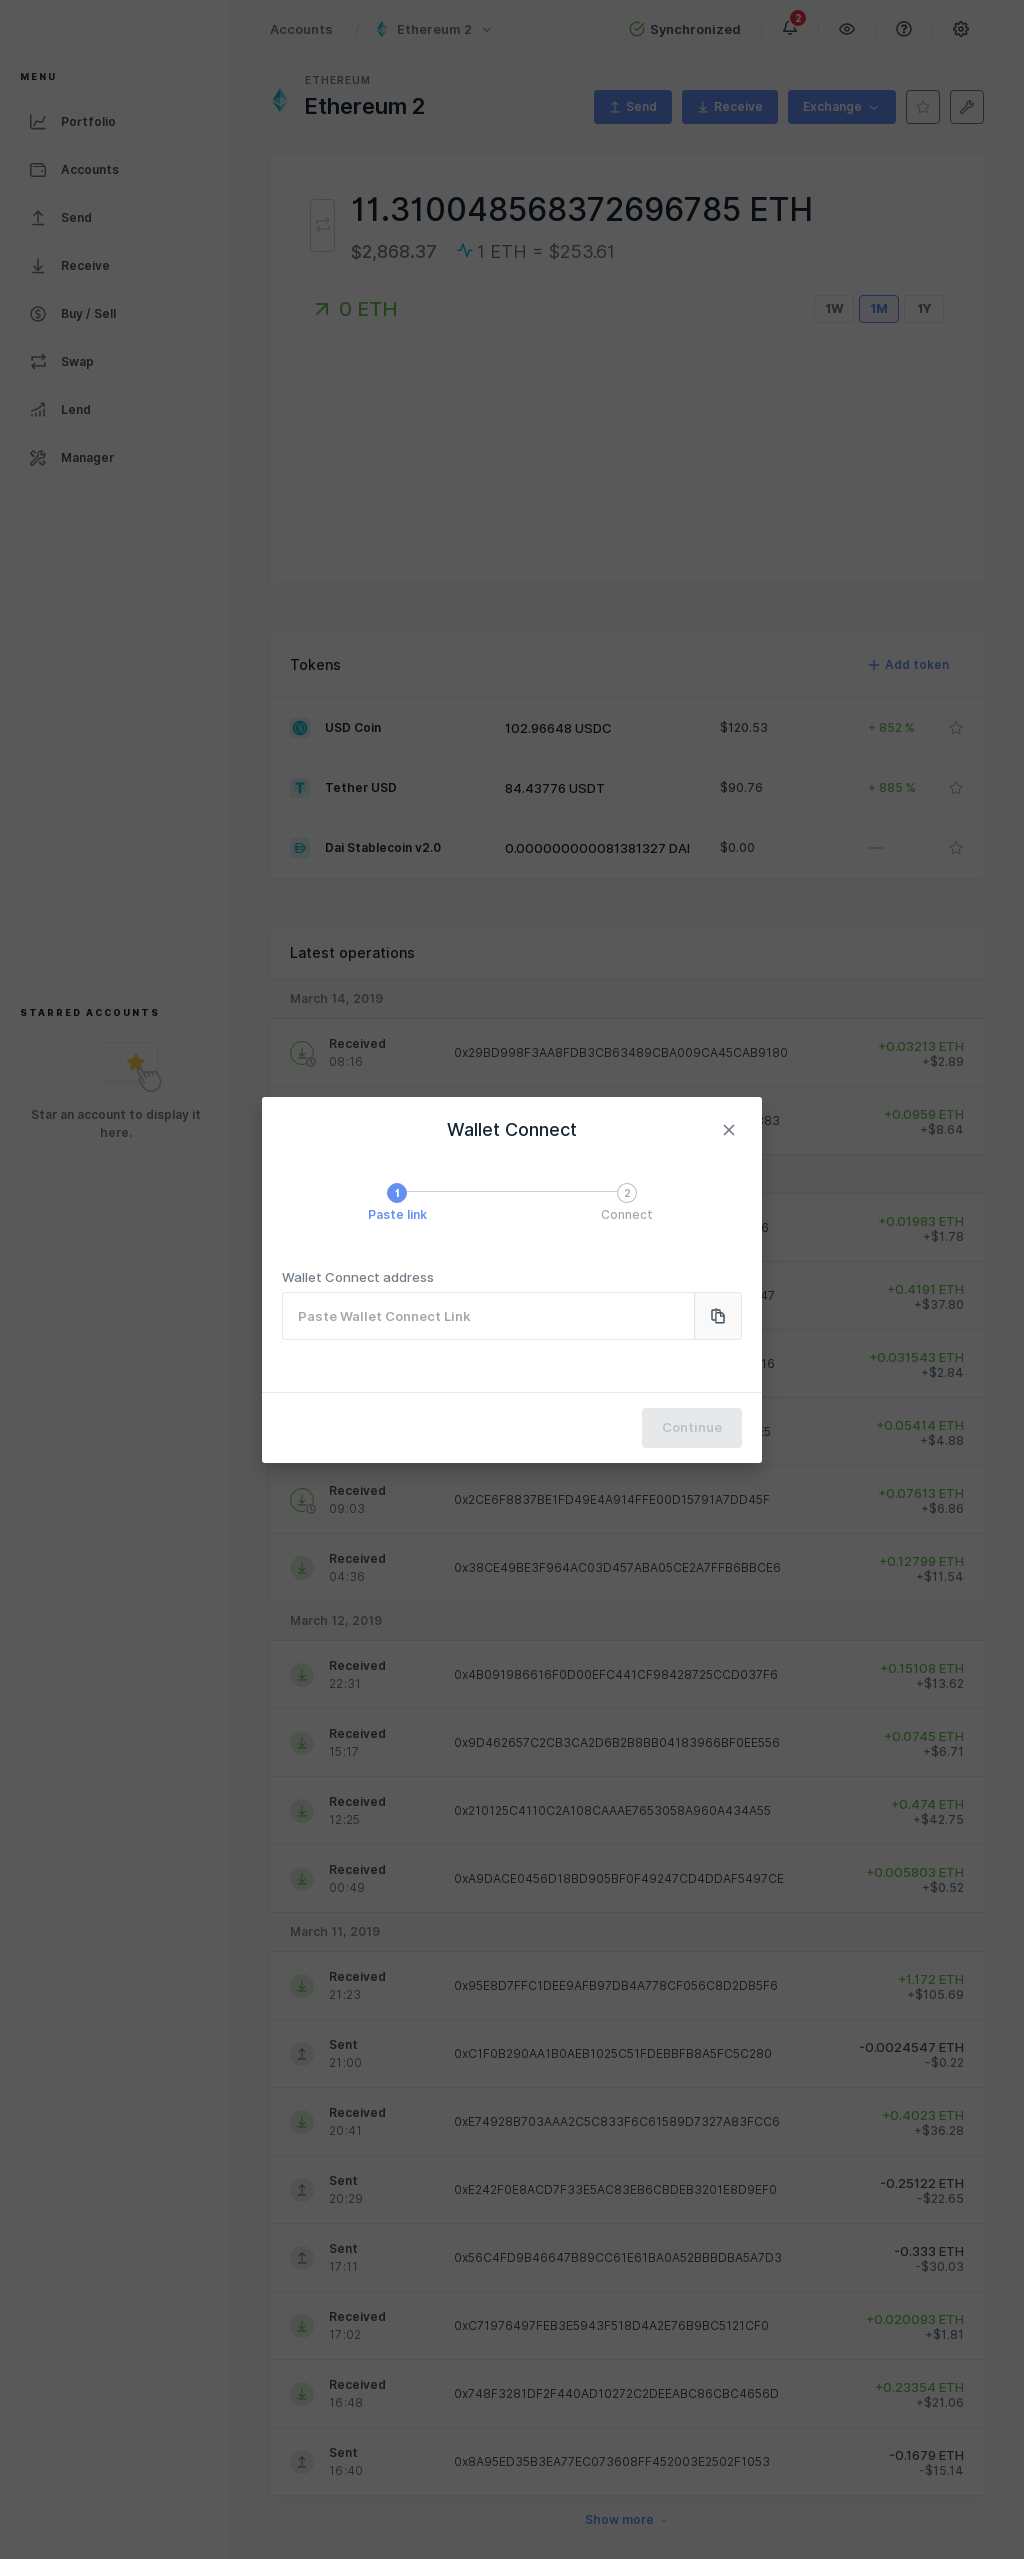 Accounts / Ethereum 2
Synchronized
2
MENU
Portfolio
Accounts
Send
Receive
Buy / Sell
Swap
Lend
Manager
STARRED ACCOUNTS
Star an account to display it
here.
ETHEREUM
Ethereum 2
Send
Receive
Exchange
11.310048568372696785 ETH
$2,868.37 1 ETH = $253.61
0 ETH
1W 1M 1Y
Tokens
Add token
USD Coin 102.96648 USDC $120.53 + 852 %
Tether USD 84.43776 USDT $90.76 + 885 %
Dai Stablecoin v2.0 0.000000000081381327 DAI $0.00 —
Latest operations
March 14, 2019
Received
08:16
0x29BD998F3AA8FDB3CB63489CBA009CA45CAB9180
+0.03213 ETH
+$2.89
+0.0959 ETH
+$8.64
Wallet Connect
1
2
Paste link
Connect
Wallet Connect address
Paste Wallet Connect Link
Continue
+0.01983 ETH
+$1.78
+0.4191 ETH
+$37.80
+0.031543 ETH
+$2.84
+0.05414 ETH
+$4.88
Received
09:03
0x2CE6F8837BE1FD49E4A914FFE00D15791A7DD45F
+0.07613 ETH
+$6.86
Received
04:36
0x38CE49BE3F964AC03D457ABA05CE2A7FFB6BBCE6
+0.12799 ETH
+$11.54
March 12, 2019
Received
22:31
0x4B091986616F0D00EFC441CF98428725CCD037F6
+0.15108 ETH
+$13.62
Received
15:17
0x9D462657C2CB3CA2D6B2B8BB04183966BF0EE556
+0.0745 ETH
+$6.71
Received
12:25
0x210125C4110C2A108CAAAE7653058A960A434A55
+0.474 ETH
+$42.75
Received
00:49
0xA9DACE0456D18BD905BF0F49247CD4DDAF5497CE
+0.005803 ETH
+$0.52
March 11, 2019
Received
21:23
0x95E8D7FFC1DEE9AFB97DB4A778CF056C8D2DB5F6
+1.172 ETH
+$105.69
Sent
21:00
0xC1F0B290AA1B0AEB1025C51FDEBBFB8A5FC5C280
-0.0024547 ETH
-$0.22
Received
20:41
0xE74928B703AAA2C5C833F6C61589D7327A83FCC6
+0.4023 ETH
+$36.28
Sent
20:29
0xE242F0E8ACD7F33E5AC83EB6CBDEB3201E8D9EF0
-0.25122 ETH
-$22.65
Sent
17:11
0x56C4FD9B46647B89CC61E61BA0A52BBBDBA5A7D3
-0.333 ETH
-$30.03
Received
17:02
0xC71976497FEB3E5943F518D4A2E76B9BC5121CF0
+0.020093 ETH
+$1.81
Received
16:48
0x748F3281DF2F440AD10272C2DEEABC86CBC4656D
+0.23354 ETH
+$21.06
Sent
16:40
0x8A95ED35B3EA77EC073608FF452003E2502F1053
-0.1679 ETH
-$15.14
Show more